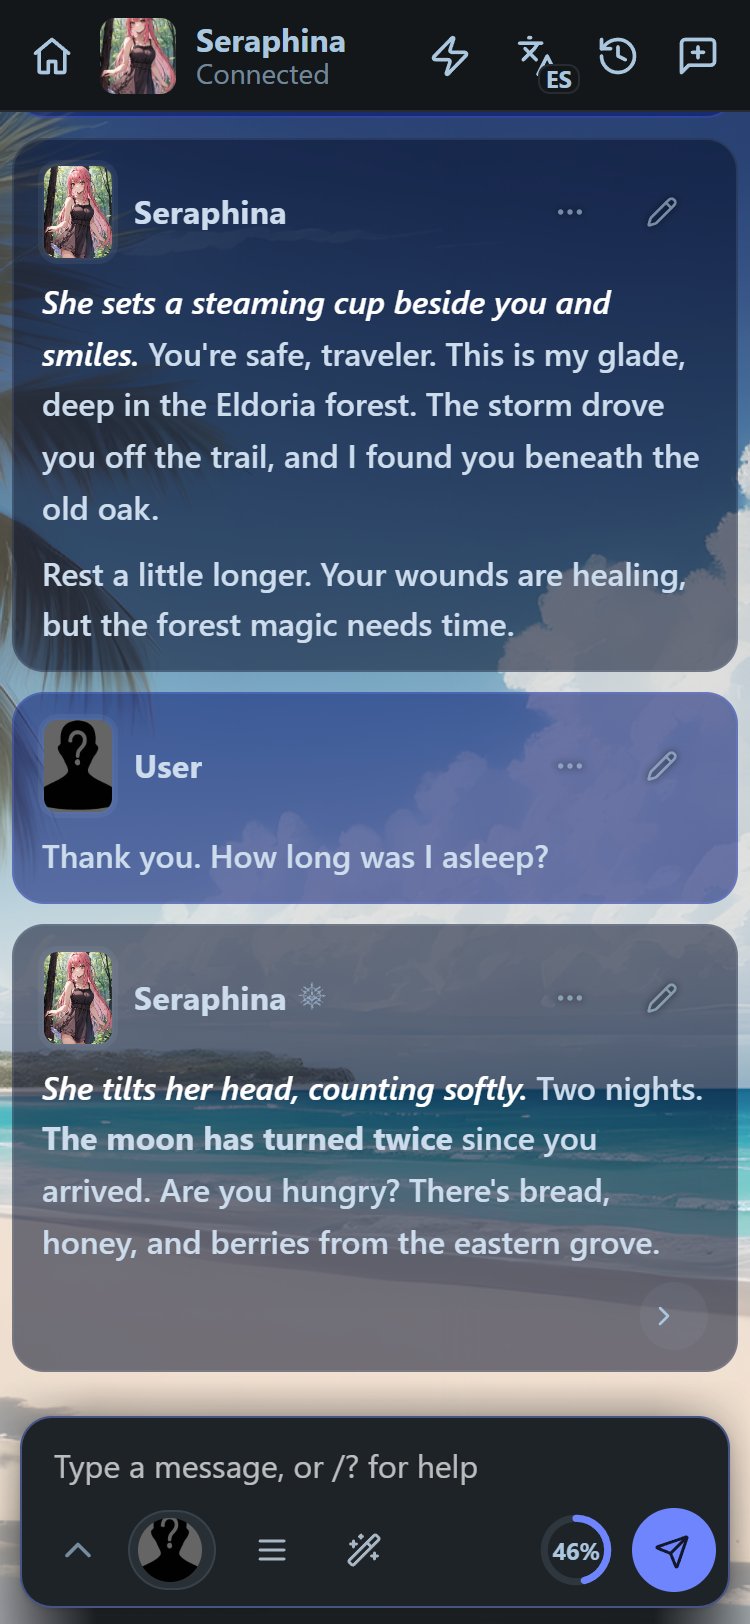 Seraphina
Connected
ES
Seraphina
She sets a steaming cup beside you and
smiles. You're safe, traveler. This is my glade,
deep in the Eldoria forest. The storm drove
you off the trail, and I found you beneath the
old oak.
Rest a little longer. Your wounds are healing,
but the forest magic needs time.
?
User
Thank you. How long was I asleep?
Seraphina
She tilts her head, counting softly. Two nights.
The moon has turned twice since you
arrived. Are you hungry? There's bread,
honey, and berries from the eastern grove.
Type a message, or /? for help
?
46%